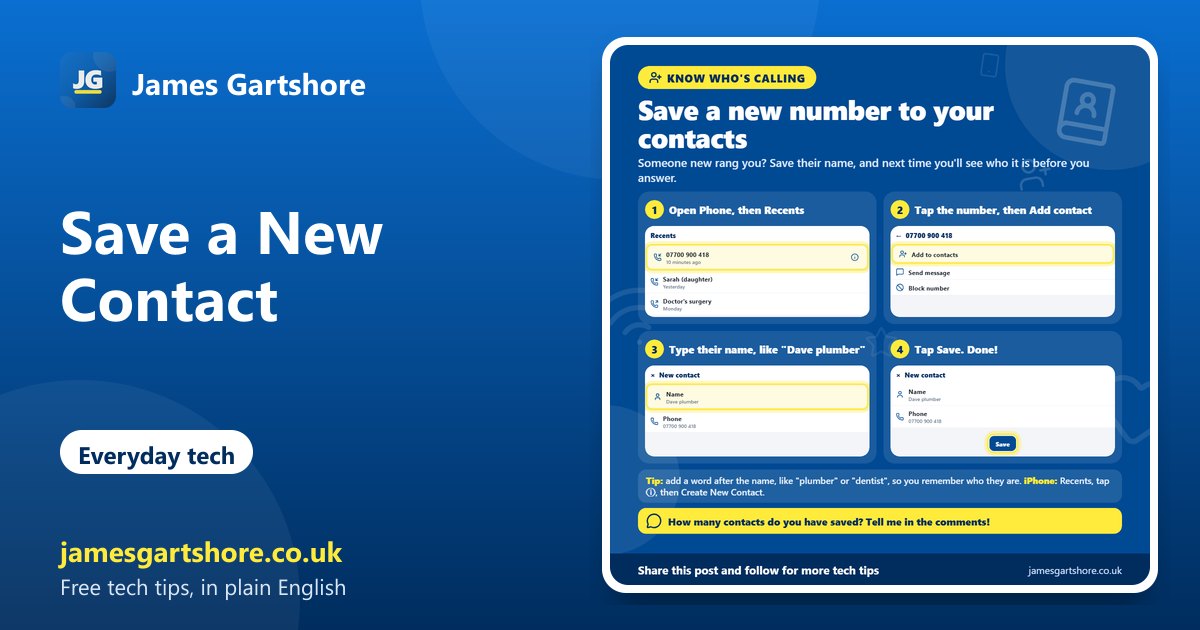 JG
James Gartshore
Save a New
Contact
Everyday tech
jamesgartshore.co.uk
Free tech tips, in plain English
KNOW WHO'S CALLING
Save a new number to your
contacts
Someone new rang you? Save their name, and next time you'll see who it is before you
answer.
1 Open Phone, then Recents
Recents
07700 900 418
10 minutes ago
Sarah (daughter)
Yesterday
Doctor's surgery
Monday
2 Tap the number, then Add contact
← 07700 900 418
Add to contacts
Send message
Block number
3 Type their name, like "Dave plumber"
× New contact
Name
Dave plumber
Phone
07700 900 418
4 Tap Save. Done!
× New contact
Name
Dave plumber
Phone
07700 900 418
Save
Tip: add a word after the name, like "plumber" or "dentist", so you remember who they are. iPhone: Recents, tap
ⓘ, then Create New Contact.
How many contacts do you have saved? Tell me in the comments!
Share this post and follow for more tech tips
jamesgartshore.co.uk